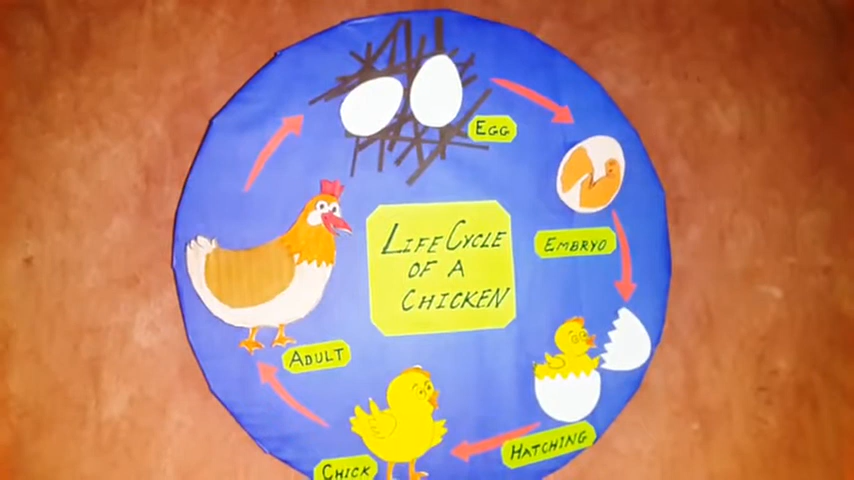 EGG
EMBRYO
LIFE CYCLE
OF A
CHICKEN
ADULT
HATCHING
CHICK